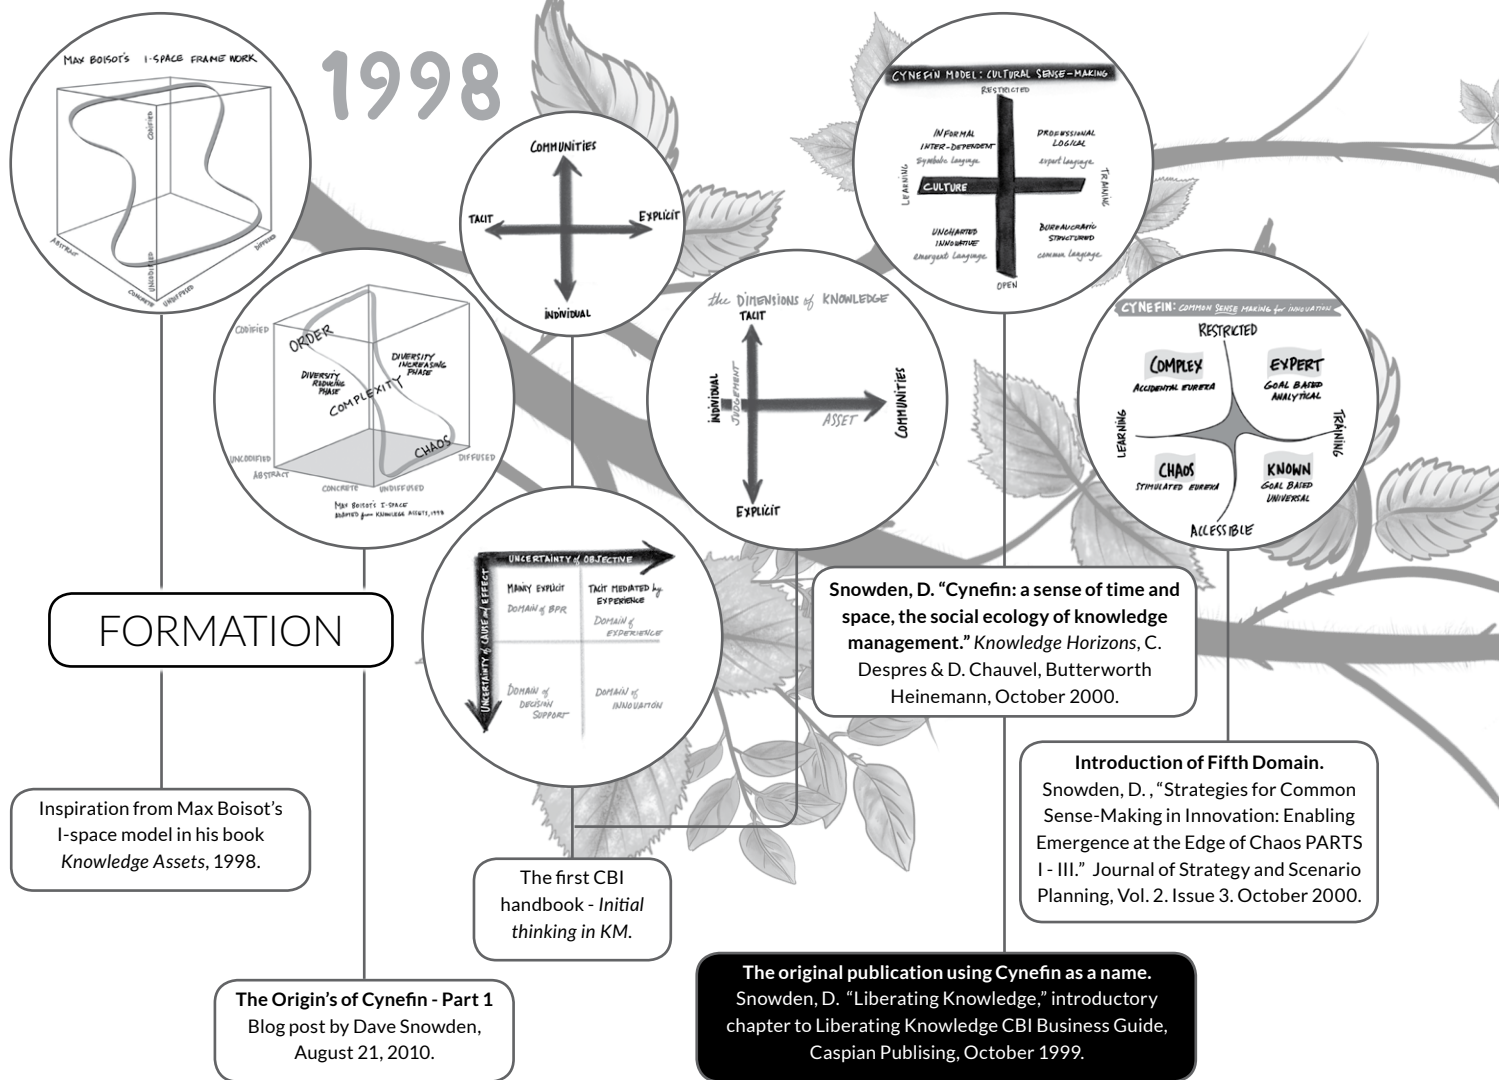 1998
MAX BOISOT'S I-SPACE FRAME WORK
CODIFIED
UNCODIFIED
ABSTRACT
CONCRETE
UNDIFFUSED
DIFFUSED
CODIFIED
ORDER
DIVERSITY
REDUCING
PHASE
DIVERSITY
INCREASING
PHASE
COMPLEXITY
CHAOS
UNCODIFIED
ABSTRACT
CONCRETE
UNDIFFUSED
DIFFUSED
MAX BOISOT'S I-SPACE
ADAPTED from KNOWLEGE ASSETS, 1998
COMMUNITIES
TACIT
EXPLICIT
INDIVIDUAL
UNCERTAINTY of OBJECTIVE
UNCERTAINTY of CAUSE and EFFECT
MAINLY EXPLICIT
DOMAIN of BPR
TACIT MEDIATED by
EXPERIENCE
DOMAIN of
EXPERIENCE
DOMAIN of
DECISION
SUPPORT
DOMAIN of
INNOVATION
the DIMENSIONS of KNOWLEDGE
TACIT
INDIVIDUAL
JUDGEMENT
ASSET
COMMUNITIES
EXPLICIT
CYNEFIN MODEL: CULTURAL SENSE-MAKING
RESTRICTED
INFORMAL
INTER-DEPENDENT
Symbolic language
PROFESSIONAL
LOGICAL
expert language
LEARNING
CULTURE
TRAINING
UNCHARTED
INNOVATIVE
emergent language
BUREAUCRATIC
STRUCTURED
common language
OPEN
CYNEFIN: COMMON SENSE MAKING for INNOVATION
RESTRICTED
COMPLEX
ACCIDENTAL EUREKA
EXPERT
GOAL BASED
ANALYTICAL
LEARNING
TRAINING
CHAOS
STIMULATED EUREKA
KNOWN
GOAL BASED
UNIVERSAL
ACCESSIBLE
FORMATION
Inspiration from Max Boisot's
I-space model in his book
Knowledge Assets, 1998.
The Origin's of Cynefin - Part 1
Blog post by Dave Snowden,
August 21, 2010.
The first CBI
handbook - Initial
thinking in KM.
Snowden, D. “Cynefin: a sense of time and
space, the social ecology of knowledge
management.” Knowledge Horizons, C.
Despres & D. Chauvel, Butterworth
Heinemann, October 2000.
Introduction of Fifth Domain.
Snowden, D. , “Strategies for Common
Sense-Making in Innovation: Enabling
Emergence at the Edge of Chaos PARTS
I - III.” Journal of Strategy and Scenario
Planning, Vol. 2. Issue 3. October 2000.
The original publication using Cynefin as a name.
Snowden, D. “Liberating Knowledge,” introductory
chapter to Liberating Knowledge CBI Business Guide,
Caspian Publising, October 1999.